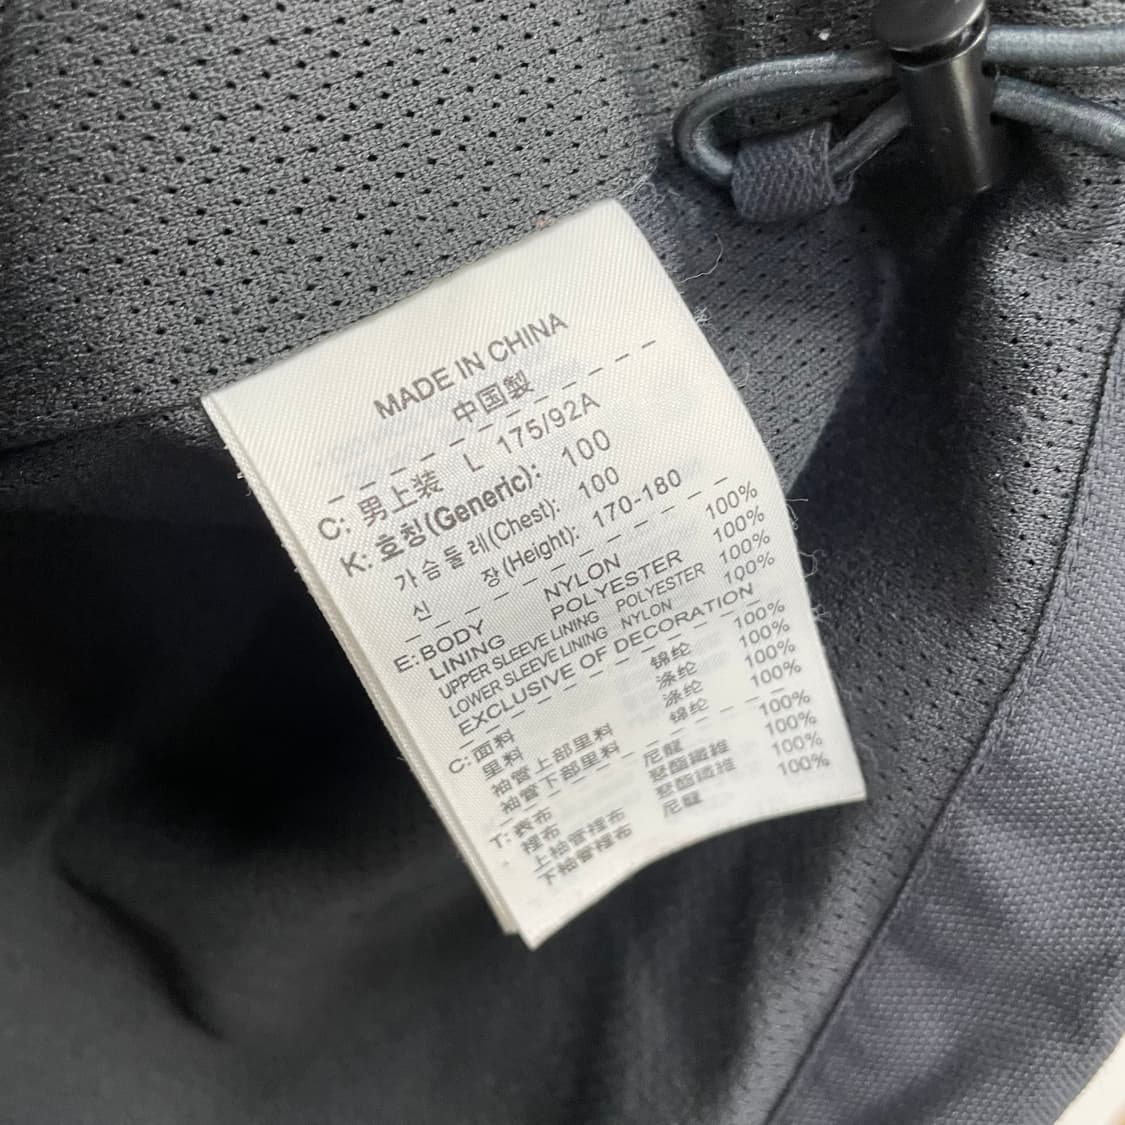 MADE IN CHINA
中国製
C: 男上装 L 175/92A
K: 호칭(Generic): 100
가슴둘레(Chest): 100
신 장(Height): 170-180
E: BODY NYLON 100%
LINING POLYESTER 100%
UPPER SLEEVE LINING POLYESTER 100%
LOWER SLEEVE LINING NYLON 100%
EXCLUSIVE OF DECORATION
C: 面料 锦纶 100%
里料 涤纶 100%
袖管上部里料 涤纶 100%
袖管下部里料 锦纶 100%
T: 表布 尼龍 100%
裡布 聚酯纖維 100%
上袖管裡布 聚酯纖維 100%
下袖管裡布 尼龍 100%